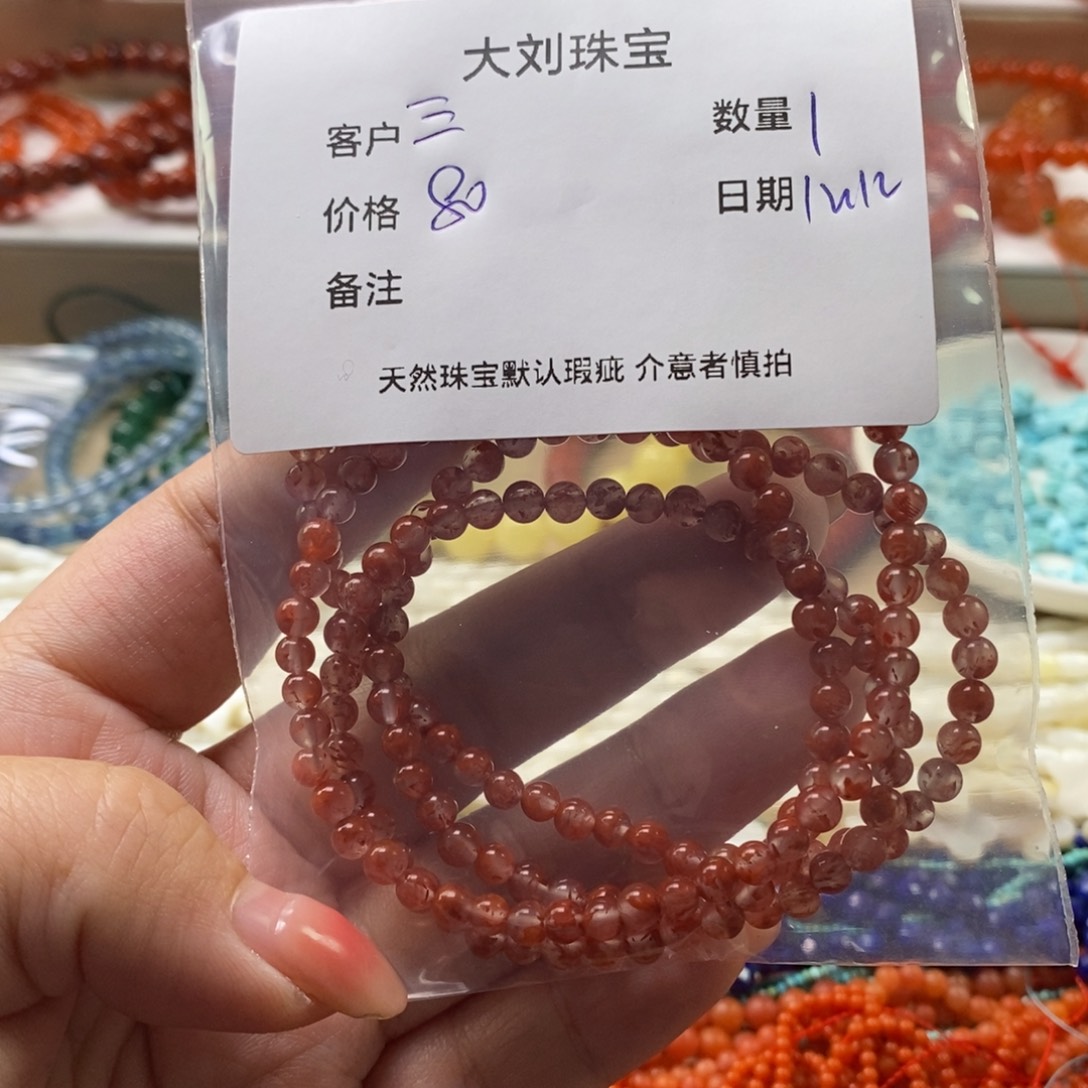 大刘珠宝
客户 三 数量 1
价格 80 日期 12.12
备注
天然珠宝默认瑕疵 介意者慎拍